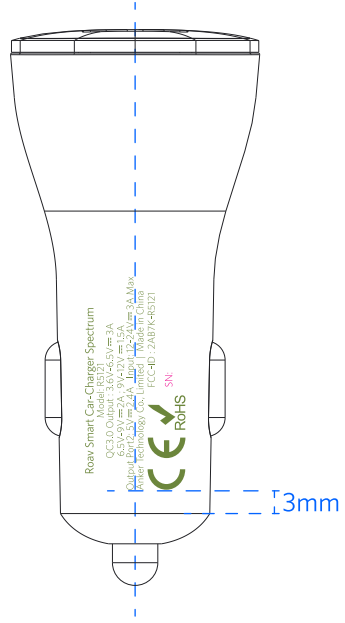 Roav Smart Car-Charger Spectrum
Model: R5121
QC3.0 Output :3.6V-6.5V⎓3A
6.5V-9V⎓2A ; 9V-12V⎓1.5A
Output Port2: 5V⎓2.4A Input:12-24V⎓3A Max
Anker Technology Co., Limited | Made in China
FCC-ID : 2AB7K-R5121
SN:
CE RoHS
3mm